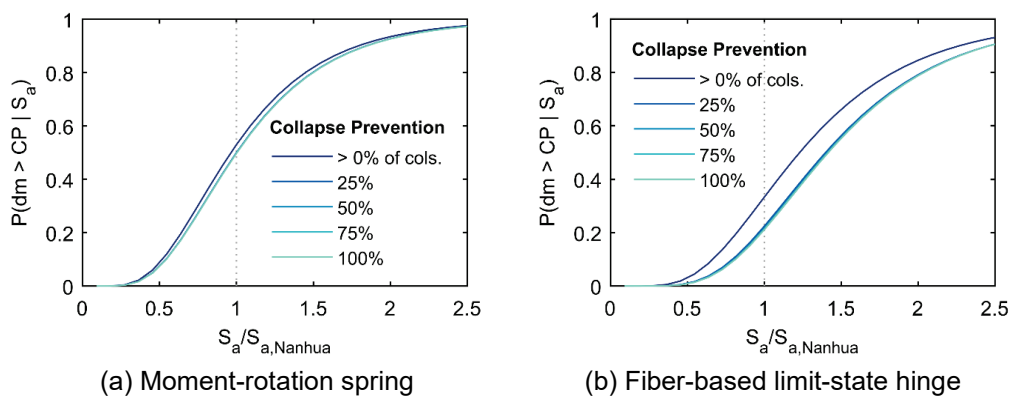 1
0.8
0.6
0.4
0.2
0
P(dm > CP | Sa)
Collapse Prevention
> 0% of cols.
25%
50%
75%
100%
0 0.5 1 1.5 2 2.5
Sa/Sa,Nanhua
(a) Moment-rotation spring
1
0.8
0.6
0.4
0.2
0
P(dm > CP | Sa)
Collapse Prevention
> 0% of cols.
25%
50%
75%
100%
0 0.5 1 1.5 2 2.5
Sa/Sa,Nanhua
(b) Fiber-based limit-state hinge